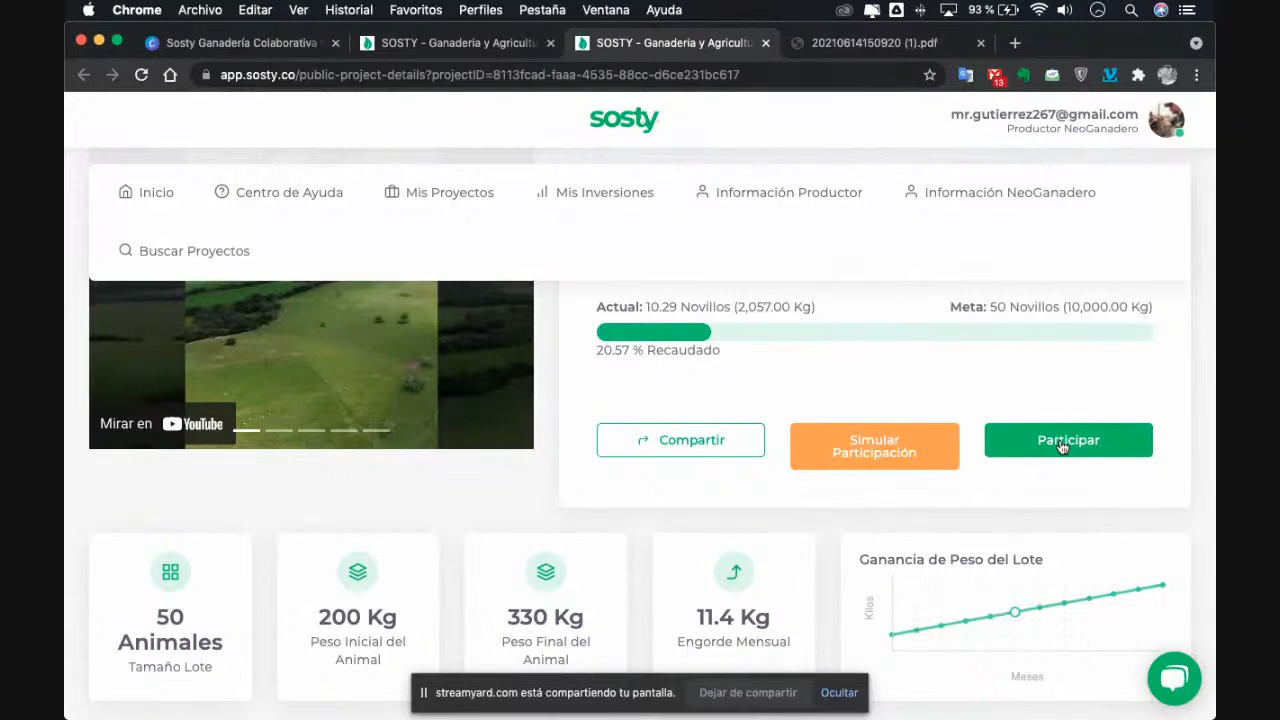 Chrome Archivo Editar Ver Historial Favoritos Perfiles Pestaña Ventana Ayuda 93 %
Sosty Ganadería Colaborativa
SOSTY - Ganaderia y Agricultu
SOSTY - Ganaderia y Agricultu
20210614150920 (1).pdf
app.sosty.co/public-project-details?projectID=8113fcad-faaa-4535-88cc-d6ce231bc617
13
sosty
mr.gutierrez267@gmail.com
Productor NeoGanadero
Inicio
Centro de Ayuda
Mis Proyectos
Mis Inversiones
Información Productor
Información NeoGanadero
Buscar Proyectos
Mirar en YouTube
Actual: 10.29 Novillos (2,057.00 Kg)
Meta: 50 Novillos (10,000.00 Kg)
20.57 % Recaudado
Compartir
Simular
Participación
Participar
50
Animales
Tamaño Lote
200 Kg
Peso Inicial del
Animal
330 Kg
Peso Final del
Animal
11.4 Kg
Engorde Mensual
Ganancia de Peso del Lote
Kilos
Meses
streamyard.com está compartiendo tu pantalla.
Dejar de compartir
Ocultar